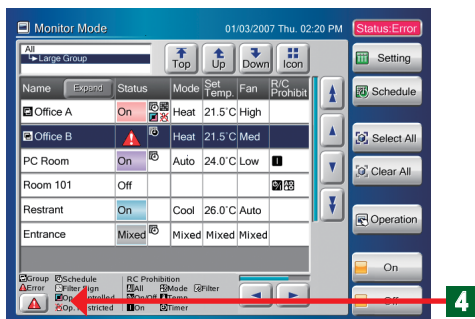 Monitor Mode 01/03/2007 Thu. 02:20 PM Status:Error
All
Large Group
Top Up Down Icon
Setting
Name Expand Status Mode Set Temp. Fan R/C Prohibit
Schedule
Office A On Heat 21.5°C High
Office B Heat 21.5°C Med
Select All
PC Room On Auto 24.0°C Low
Clear All
Room 101 Off
Restrant On Cool 26.0°C Auto
Operation
Entrance Mixed Mixed Mixed Mixed
Group Schedule RC Prohibition
Error Filter Sign All Mode Filter
On/Off Temp.
Op. Restricted On Timer
On
Off
4